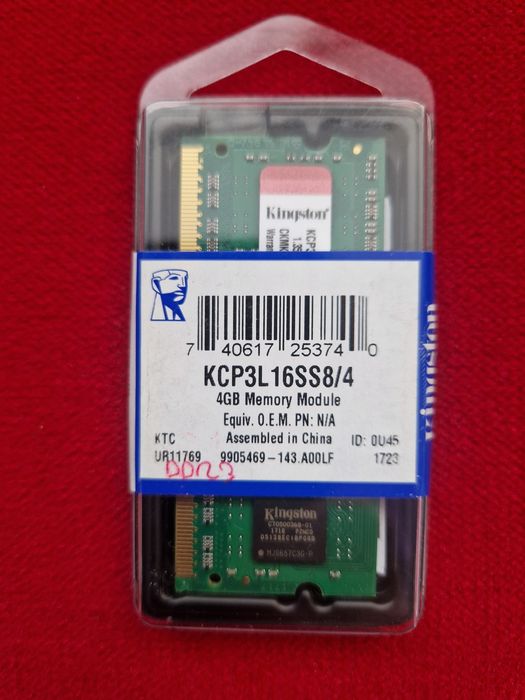 Kingston
7 40617 25374 0
KCP3L16SS8/4
4GB Memory Module
Equiv. O.E.M. PN: N/A
KTC Assembled in China ID: 0U45
UR11769 9905469-143.A00LF 1723
DDR3
Kingston
Kingston